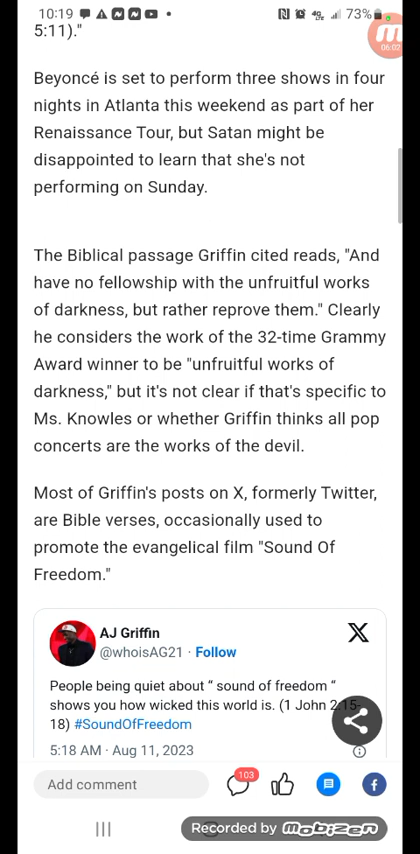 10:19
73%
06:02
5:11)."
Beyoncé is set to perform three shows in four
nights in Atlanta this weekend as part of her
Renaissance Tour, but Satan might be
disappointed to learn that she's not
performing on Sunday.
The Biblical passage Griffin cited reads, "And
have no fellowship with the unfruitful works
of darkness, but rather reprove them." Clearly
he considers the work of the 32-time Grammy
Award winner to be "unfruitful works of
darkness," but it's not clear if that's specific to
Ms. Knowles or whether Griffin thinks all pop
concerts are the works of the devil.
Most of Griffin's posts on X, formerly Twitter,
are Bible verses, occasionally used to
promote the evangelical film "Sound Of
Freedom."
AJ Griffin
@whoisAG21 · Follow
People being quiet about " sound of freedom "
shows you how wicked this world is. (1 John 2:15-
18) #SoundOfFreedom
5:18 AM · Aug 11, 2023
Add comment
103
Recorded by mobizen